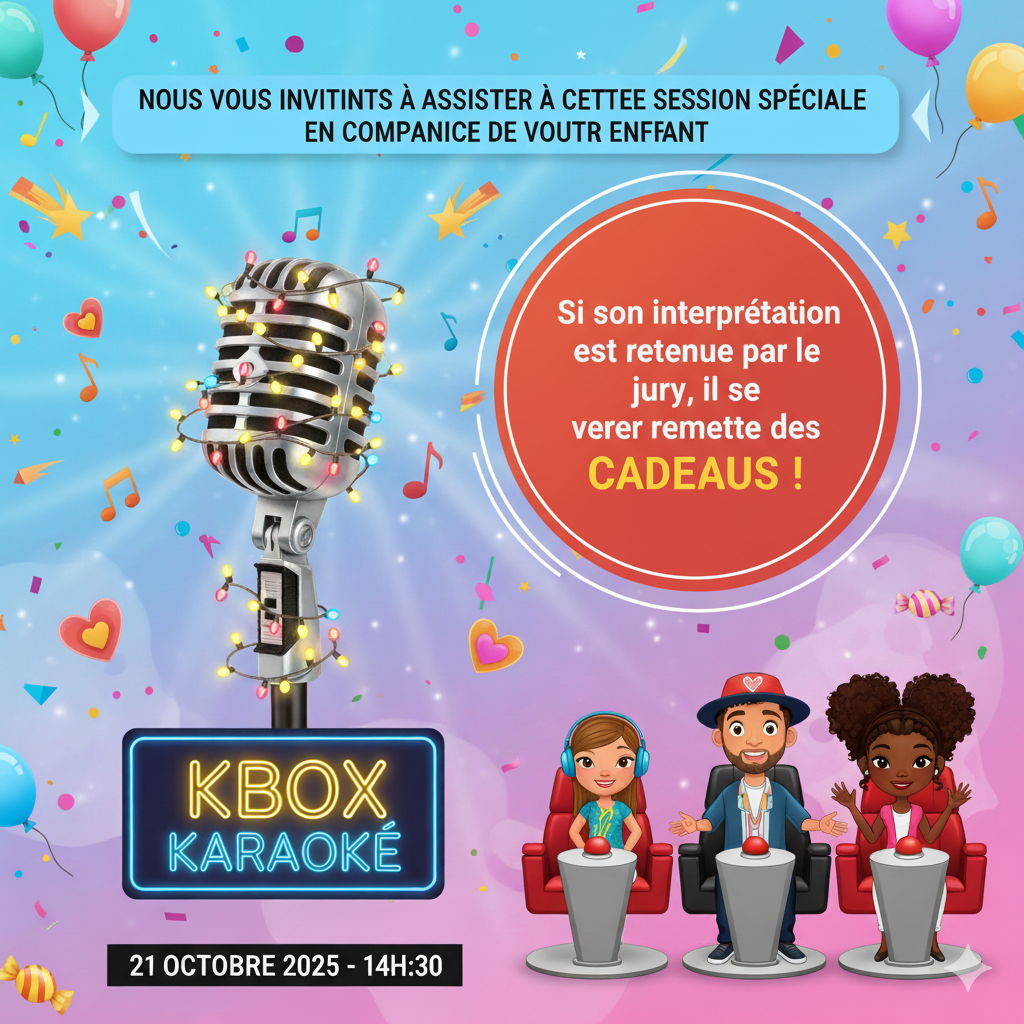 NOUS VOUS INVITINTS À ASSISTER À CETTEE SESSION SPÉCIALE
EN COMPANICE DE VOUTR ENFFANT
Si son interprétation
est retenue par le
jury, il se
verer remette des
CADEAUS !
KBOX
KARAOKÉ
21 OCTOBRE 2025 - 14H:30